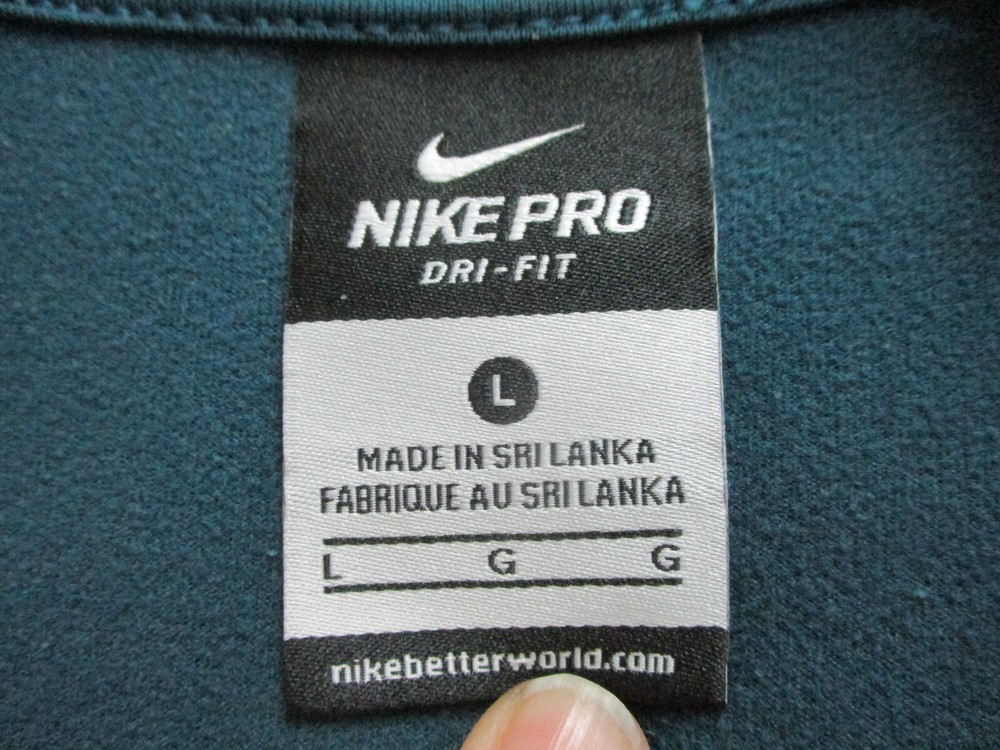 NIKE PRO
DRI-FIT
L
MADE IN SRI LANKA
FABRIQUE AU SRI LANKA
L G G
nikebetterworld.com